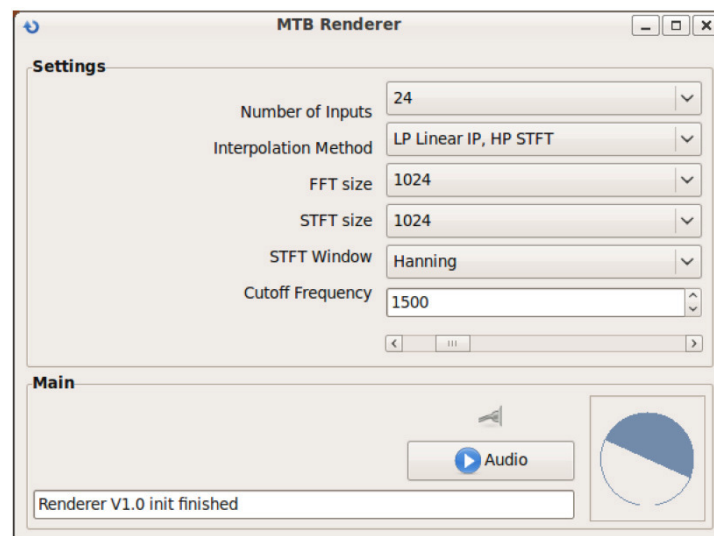 MTB Renderer
Settings
Number of Inputs
24
Interpolation Method
LP Linear IP, HP STFT
FFT size
1024
STFT size
1024
STFT Window
Hanning
Cutoff Frequency
1500
Main
Audio
Renderer V1.0 init finished